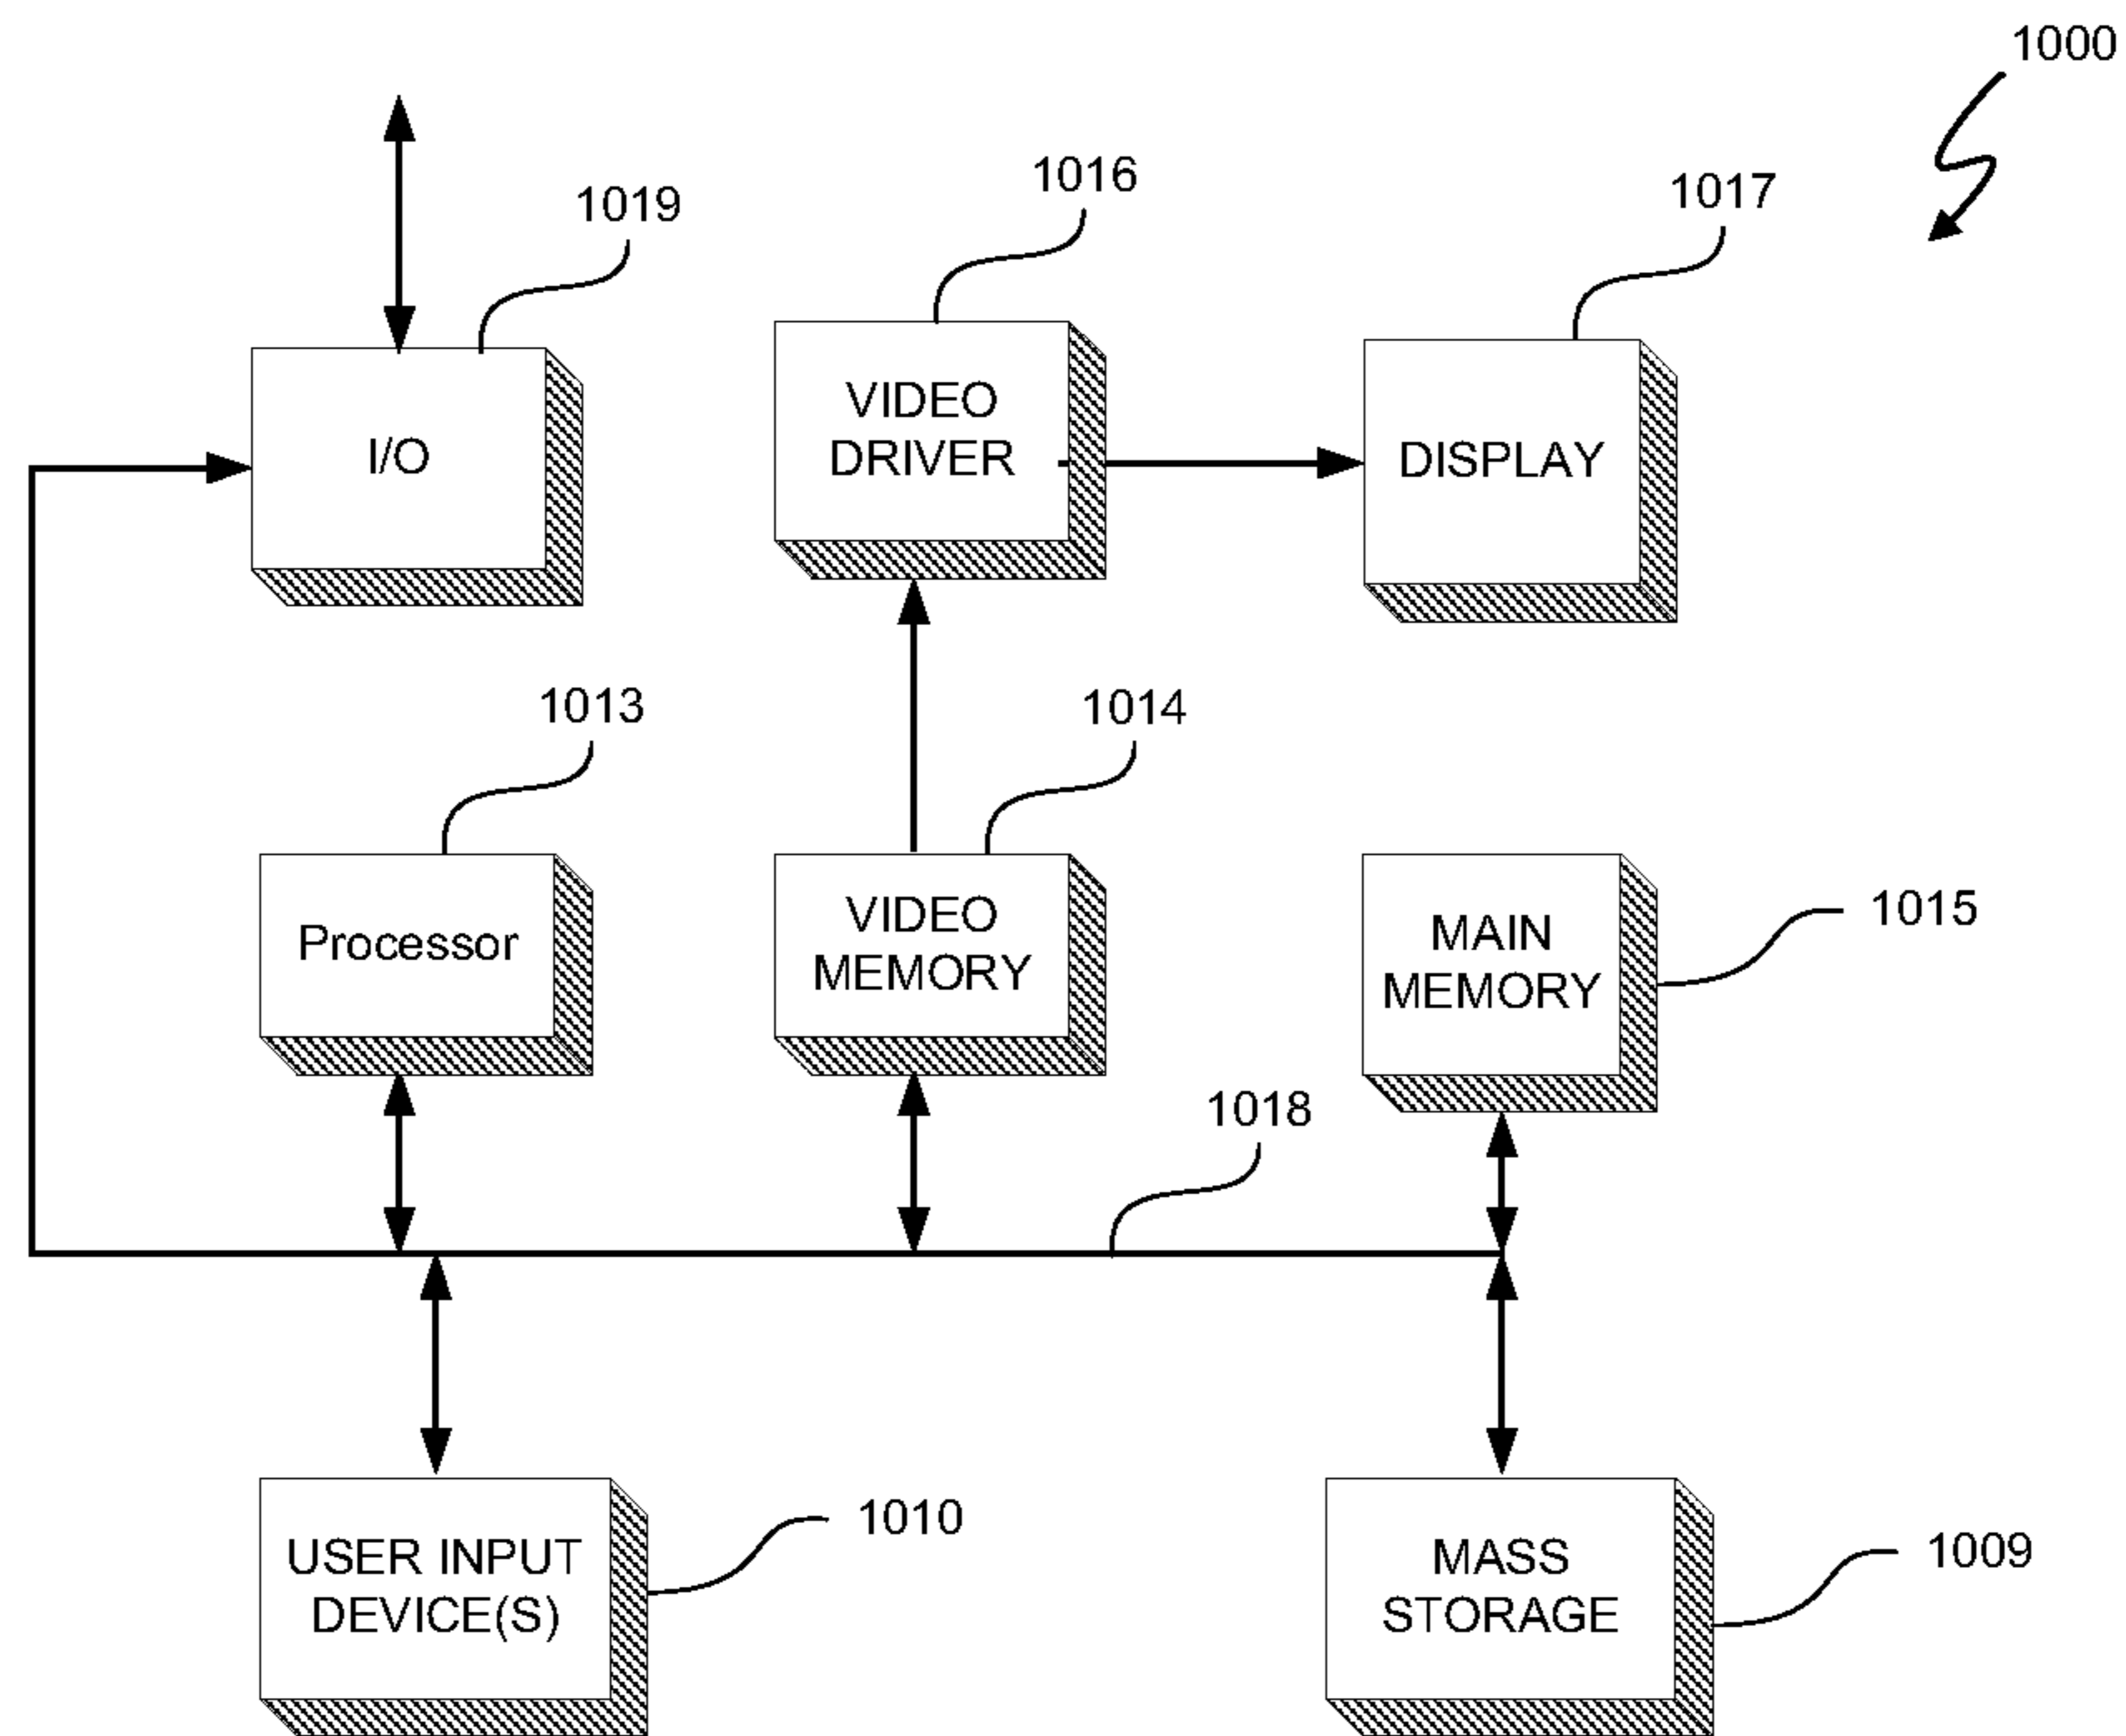 1000
1019
1016
1017
I/O
VIDEO
DRIVER
DISPLAY
1013
1014
1015
Processor
VIDEO
MEMORY
MAIN
MEMORY
1018
USER INPUT
DEVICE(S)
1010
MASS
STORAGE
1009